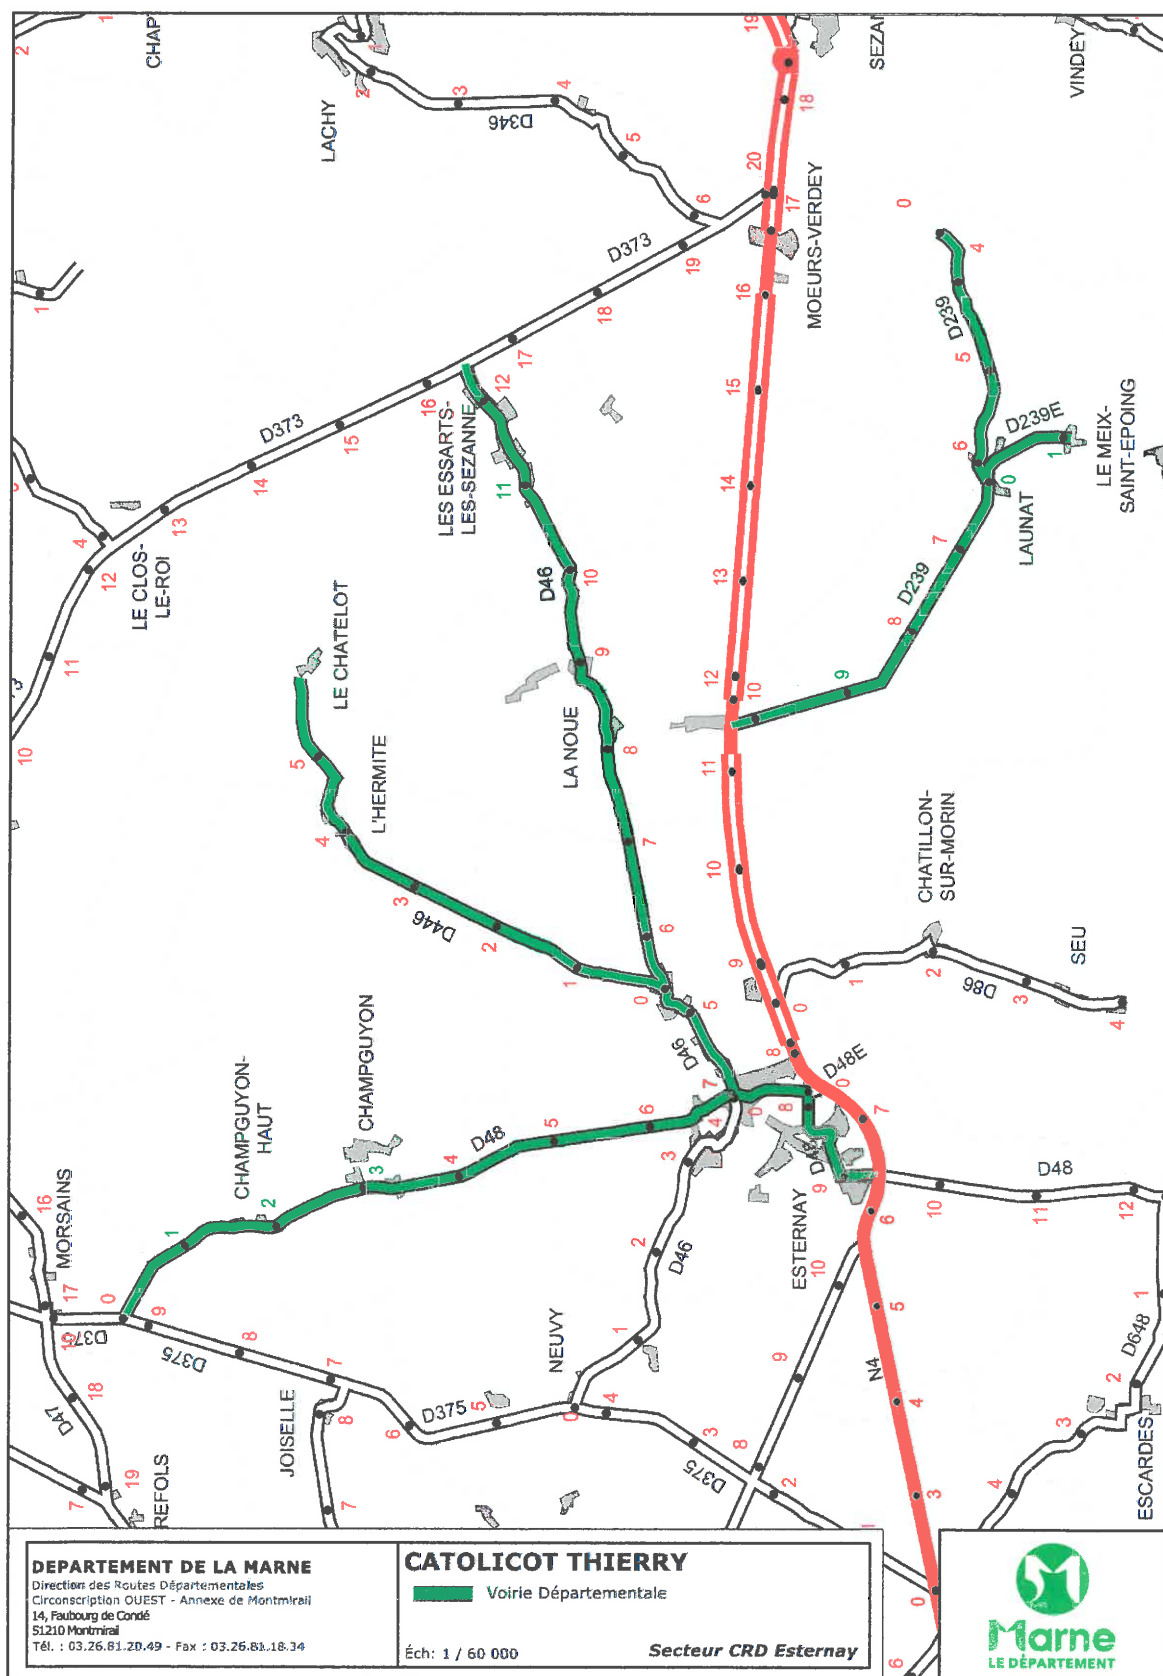 CHAP
LACHY
D346
SEZAN
VINDEY
D373
MOEURS-VERDEY
D373
LE CLOS-
LE-ROI
LES ESSARTS-
LES-SEZANNE
D239
D239E
LE MEIX-
SAINT-EPOING
LAUNAT
D46
D239
LE CHATELOT
L'HERMITE
LA NOUE
D446
CHATILLON-
SUR-MORIN
D86
SEU
D46
D48E
CHAMPGUYON-
HAUT
CHAMPGUYON
D48
MORSAINS
ESTERNAY
D48
D46
D375
D375
NEUVY
D648
N4
D47
JOISELLE
D375
D375
REFOLS
ESCARDES
DEPARTEMENT DE LA MARNE
Direction des Routes Départementales
Circonscription OUEST - Annexe de Montmirail
14, Faubourg de Condé
51210 Montmirail
Tél. : 03.26.81.20.49 - Fax : 03.26.81.18.34
CATOLICOT THIERRY
Voirie Départementale
Éch: 1 / 60 000
Secteur CRD Esternay
Marne
LE DÉPARTEMENT